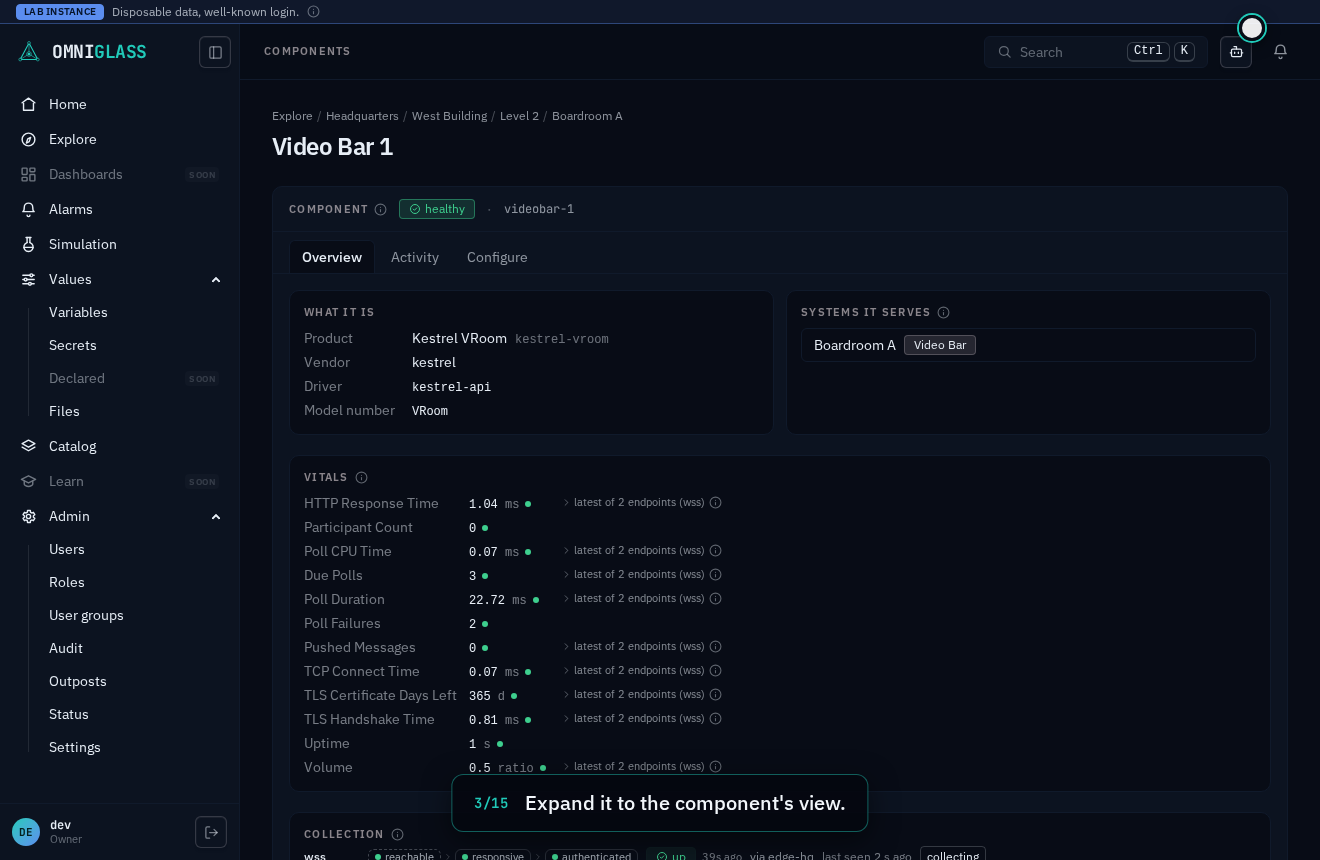 LAB INSTANCE Disposable data, well-known login.
OMNIGLASS
COMPONENTS
Search Ctrl K
Home
Explore
Dashboards SOON
Alarms
Simulation
Values
Variables
Secrets
Declared SOON
Files
Catalog
Learn SOON
Admin
Users
Roles
User groups
Audit
Outposts
Status
Settings
DE dev
Owner
Explore / Headquarters / West Building / Level 2 / Boardroom A
Video Bar 1
COMPONENT healthy · videobar-1
Overview Activity Configure
WHAT IT IS
Product Kestrel VRoom kestrel-vroom
Vendor kestrel
Driver kestrel-api
Model number VRoom
SYSTEMS IT SERVES
Boardroom A Video Bar
VITALS
HTTP Response Time 1.04 ms latest of 2 endpoints (wss)
Participant Count 0
Poll CPU Time 0.07 ms latest of 2 endpoints (wss)
Due Polls 3 latest of 2 endpoints (wss)
Poll Duration 22.72 ms latest of 2 endpoints (wss)
Poll Failures 2
Pushed Messages 0 latest of 2 endpoints (wss)
TCP Connect Time 0.07 ms latest of 2 endpoints (wss)
TLS Certificate Days Left 365 d latest of 2 endpoints (wss)
TLS Handshake Time 0.81 ms latest of 2 endpoints (wss)
Uptime 1 s
Volume 0.5 ratio latest of 2 endpoints (wss)
3/15 Expand it to the component's view.
COLLECTION
wss reachable responsive authenticated up 39s ago via edge-hq last seen 2 s ago collecting